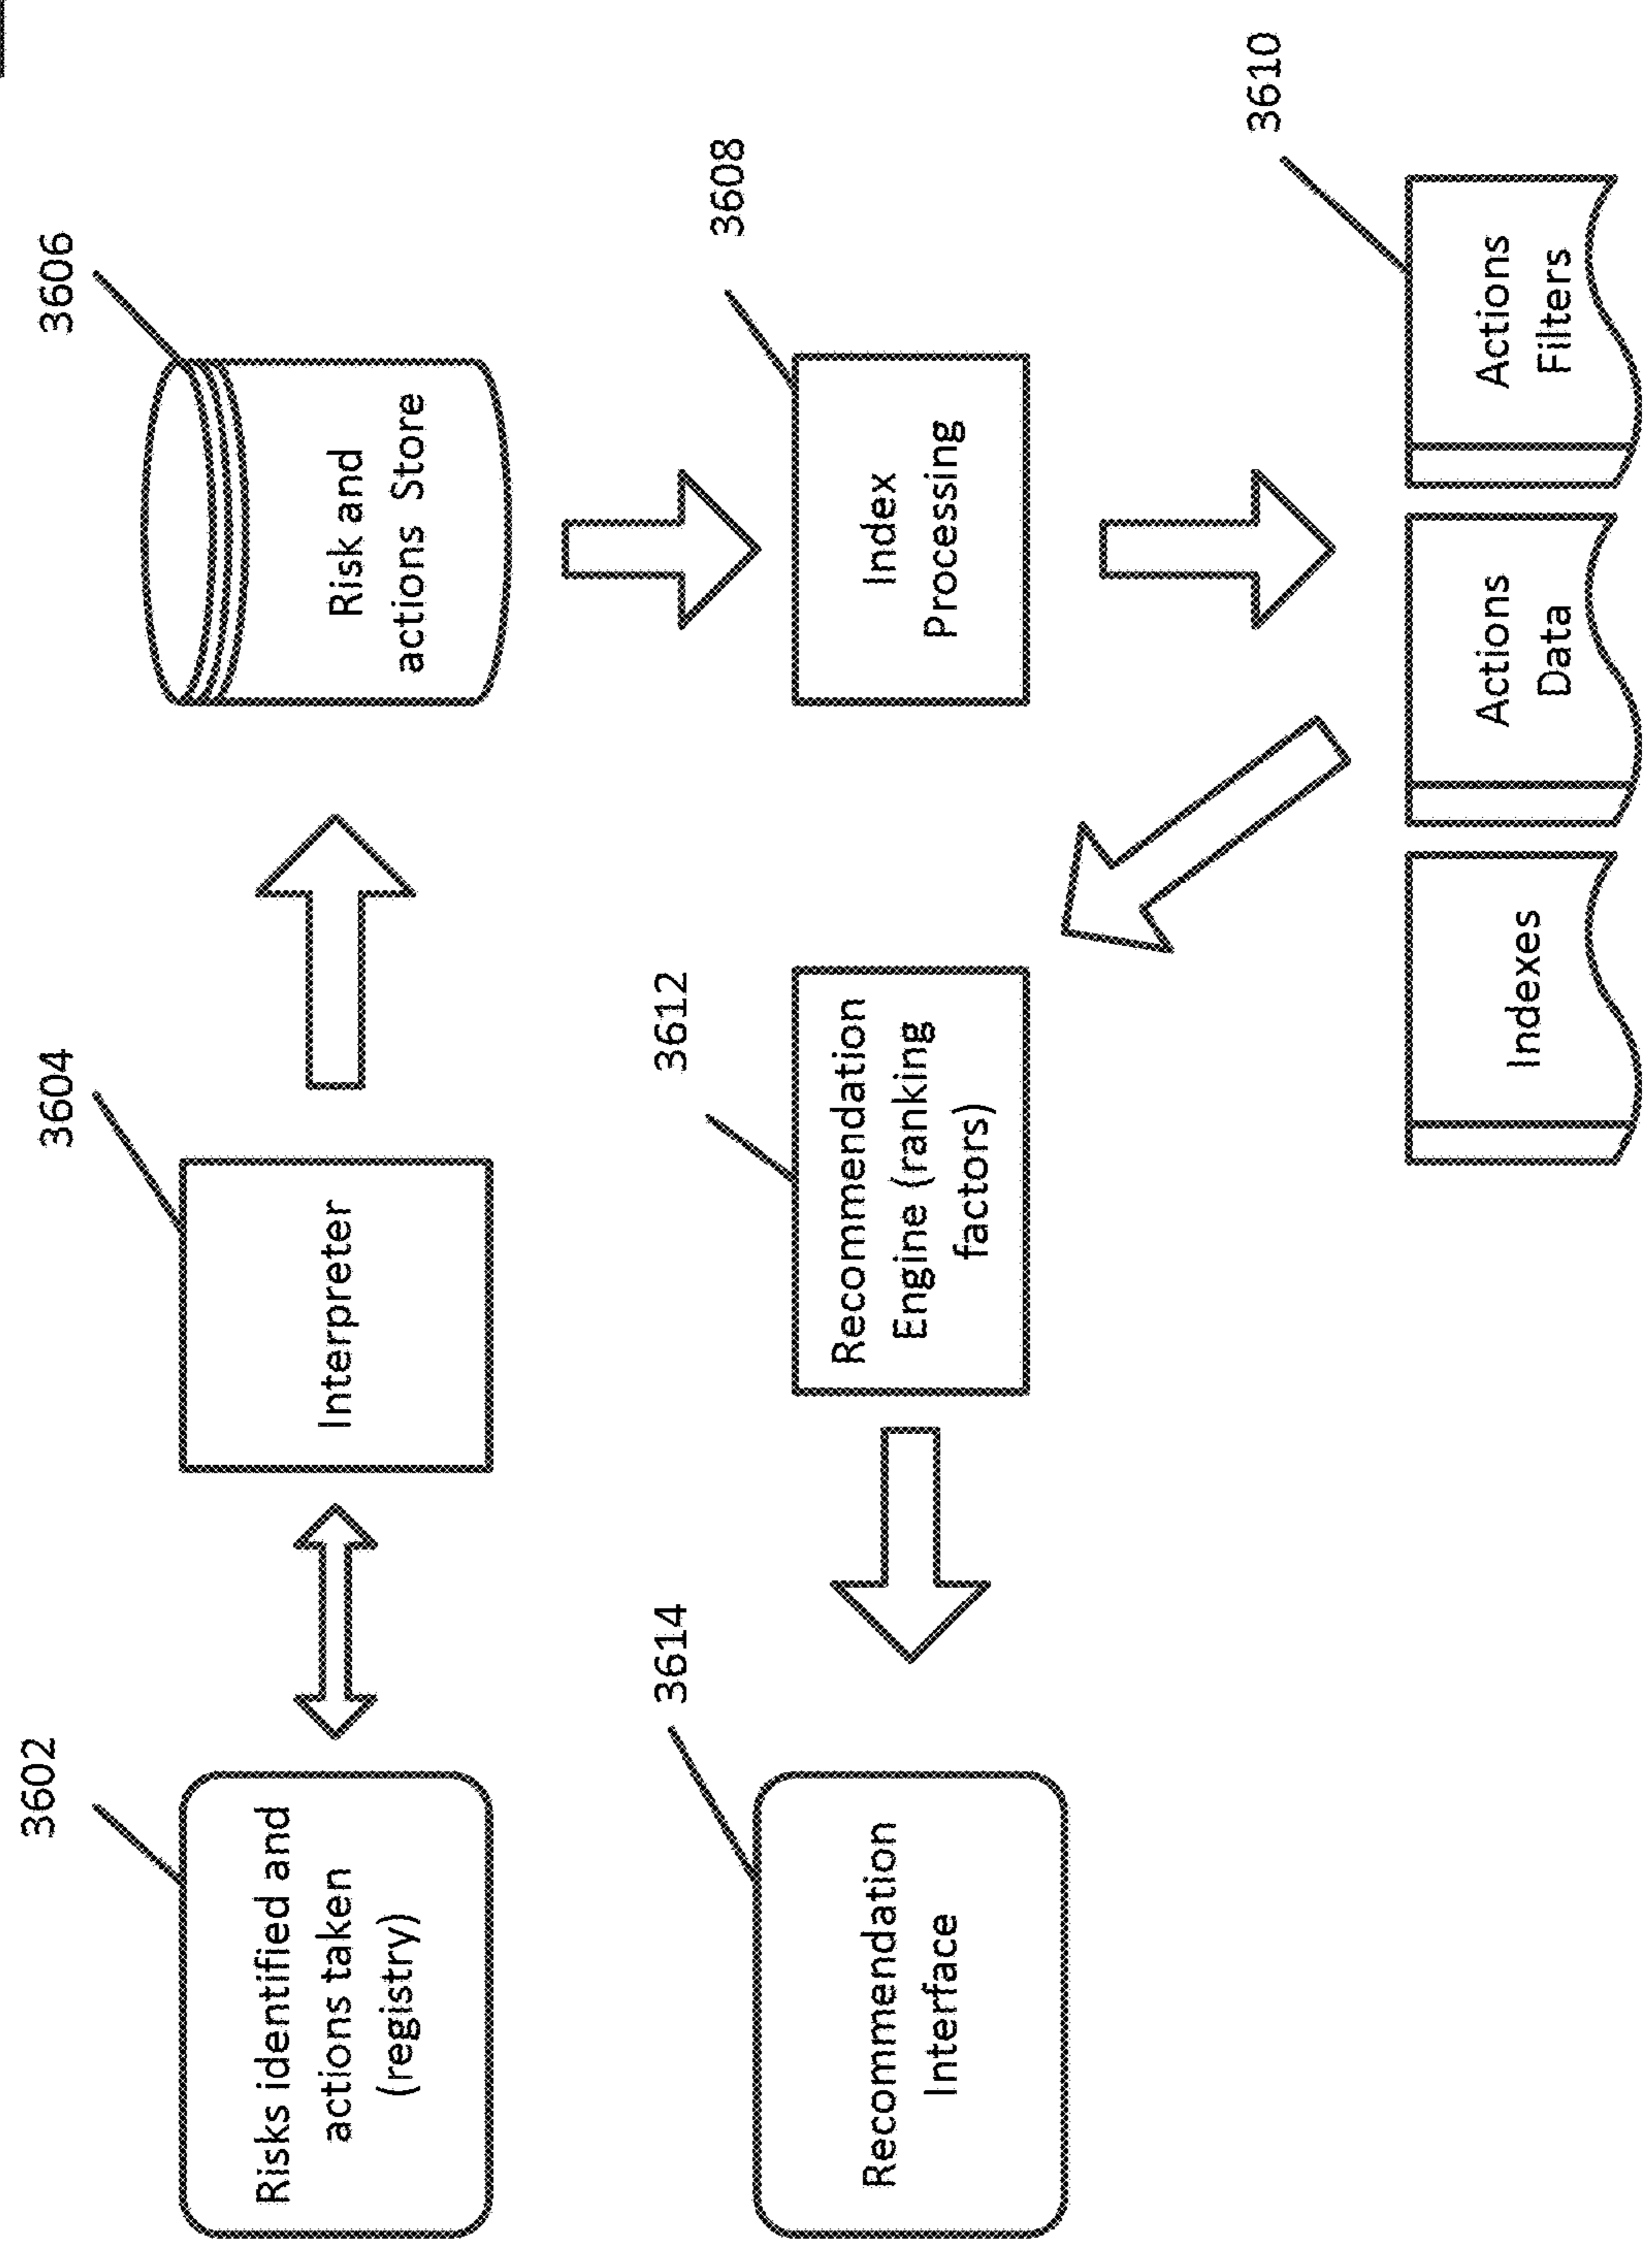 3602
Risks identified and
actions taken
(registry)
3604
Interpreter
3606
Risk and
actions Store
3614
Recommendation
Interface
3612
Recommendation
Engine (ranking
factors)
3608
Index
Processing
3610
Indexes
Actions
Data
Actions
Filters